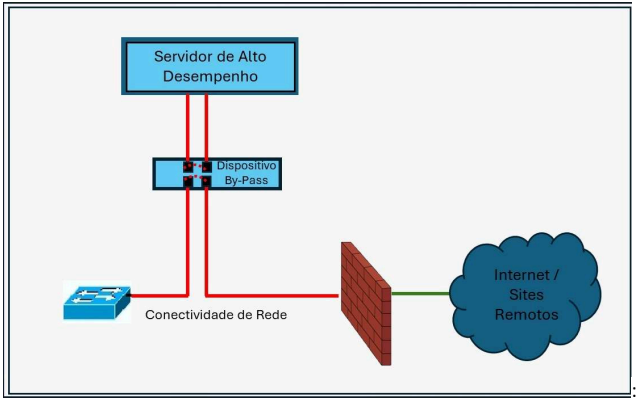 Servidor de Alto
Desempenho
Dispositivo
By-Pass
Conectividade de Rede
Internet /
Sites
Remotos
: